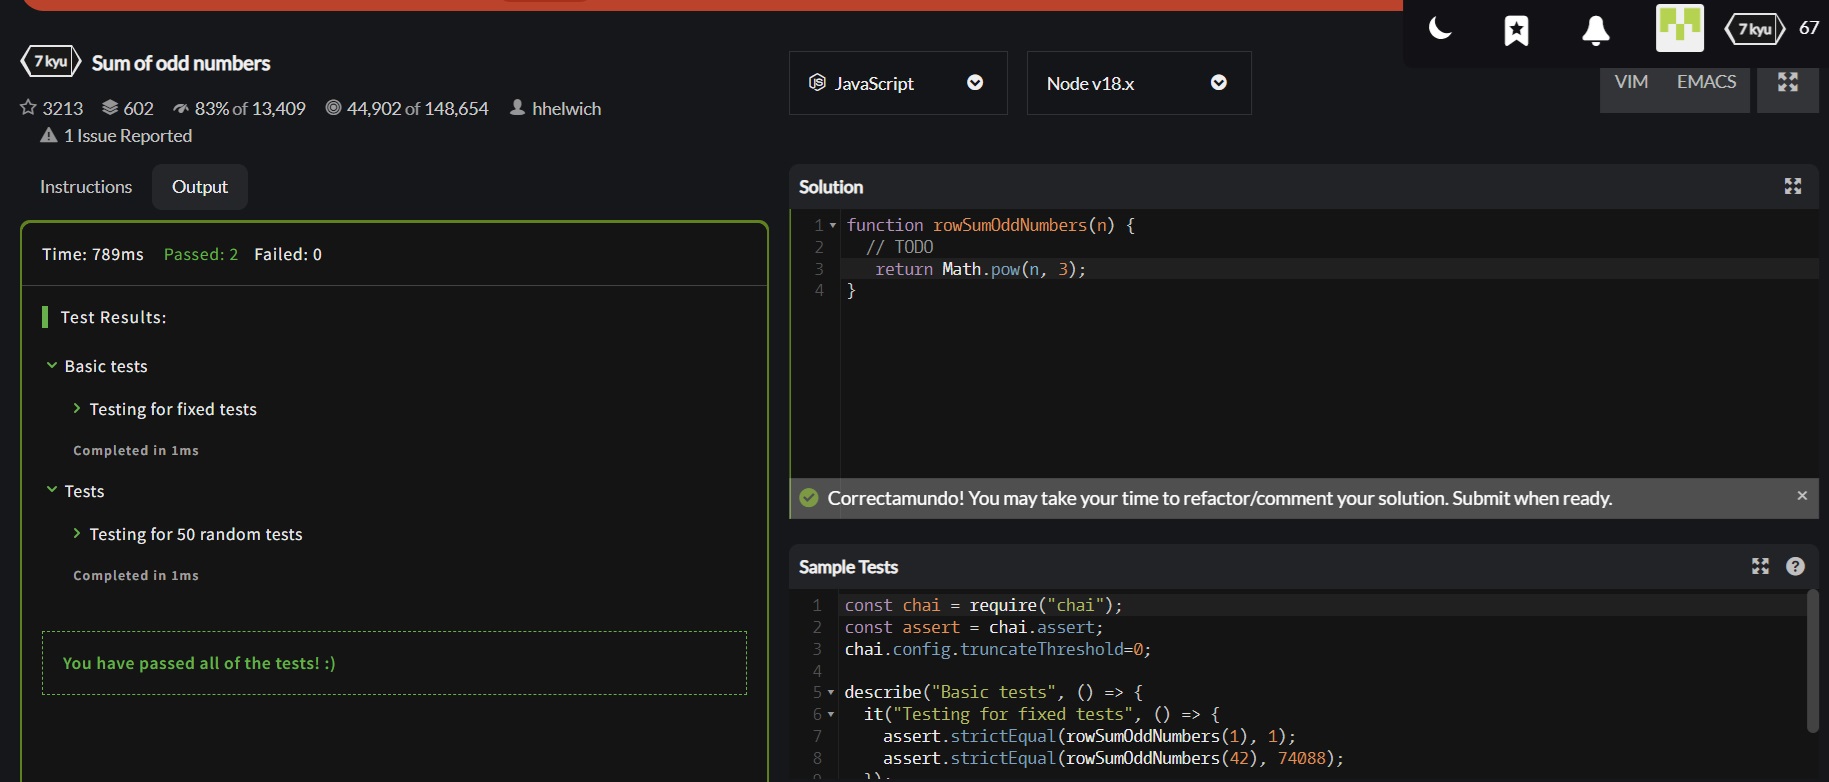 7 kyu
67
7 kyu Sum of odd numbers
JavaScript
Node v18.x
VIM EMACS
3213 602 83% of 13,409 44,902 of 148,654 hhelwich
1 Issue Reported
Instructions Output
Time: 789ms Passed: 2 Failed: 0
Test Results:
Basic tests
Testing for fixed tests
Completed in 1ms
Tests
Testing for 50 random tests
Completed in 1ms
You have passed all of the tests! :)
Solution
1 function rowSumOddNumbers(n) {
2 // TODO
3 return Math.pow(n, 3);
4 }
Correctamundo! You may take your time to refactor/comment your solution. Submit when ready. ×
Sample Tests ?
1 const chai = require("chai");
2 const assert = chai.assert;
3 chai.config.truncateThreshold=0;
4
5 describe("Basic tests", () => {
6 it("Testing for fixed tests", () => {
7 assert.strictEqual(rowSumOddNumbers(1), 1);
8 assert.strictEqual(rowSumOddNumbers(42), 74088);